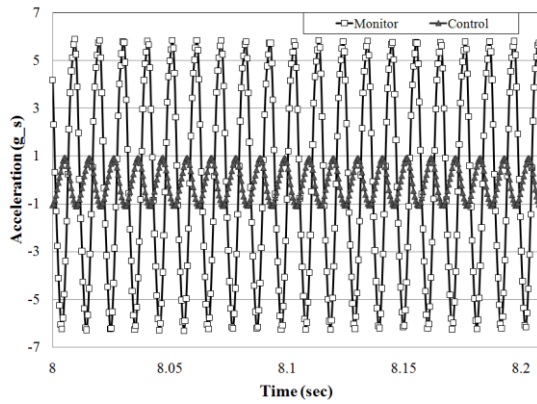 Monitor Control
7
5
3
1
-1
-3
-5
-7
Acceleration (g_s)
8 8.05 8.1 8.15 8.2
Time (sec)